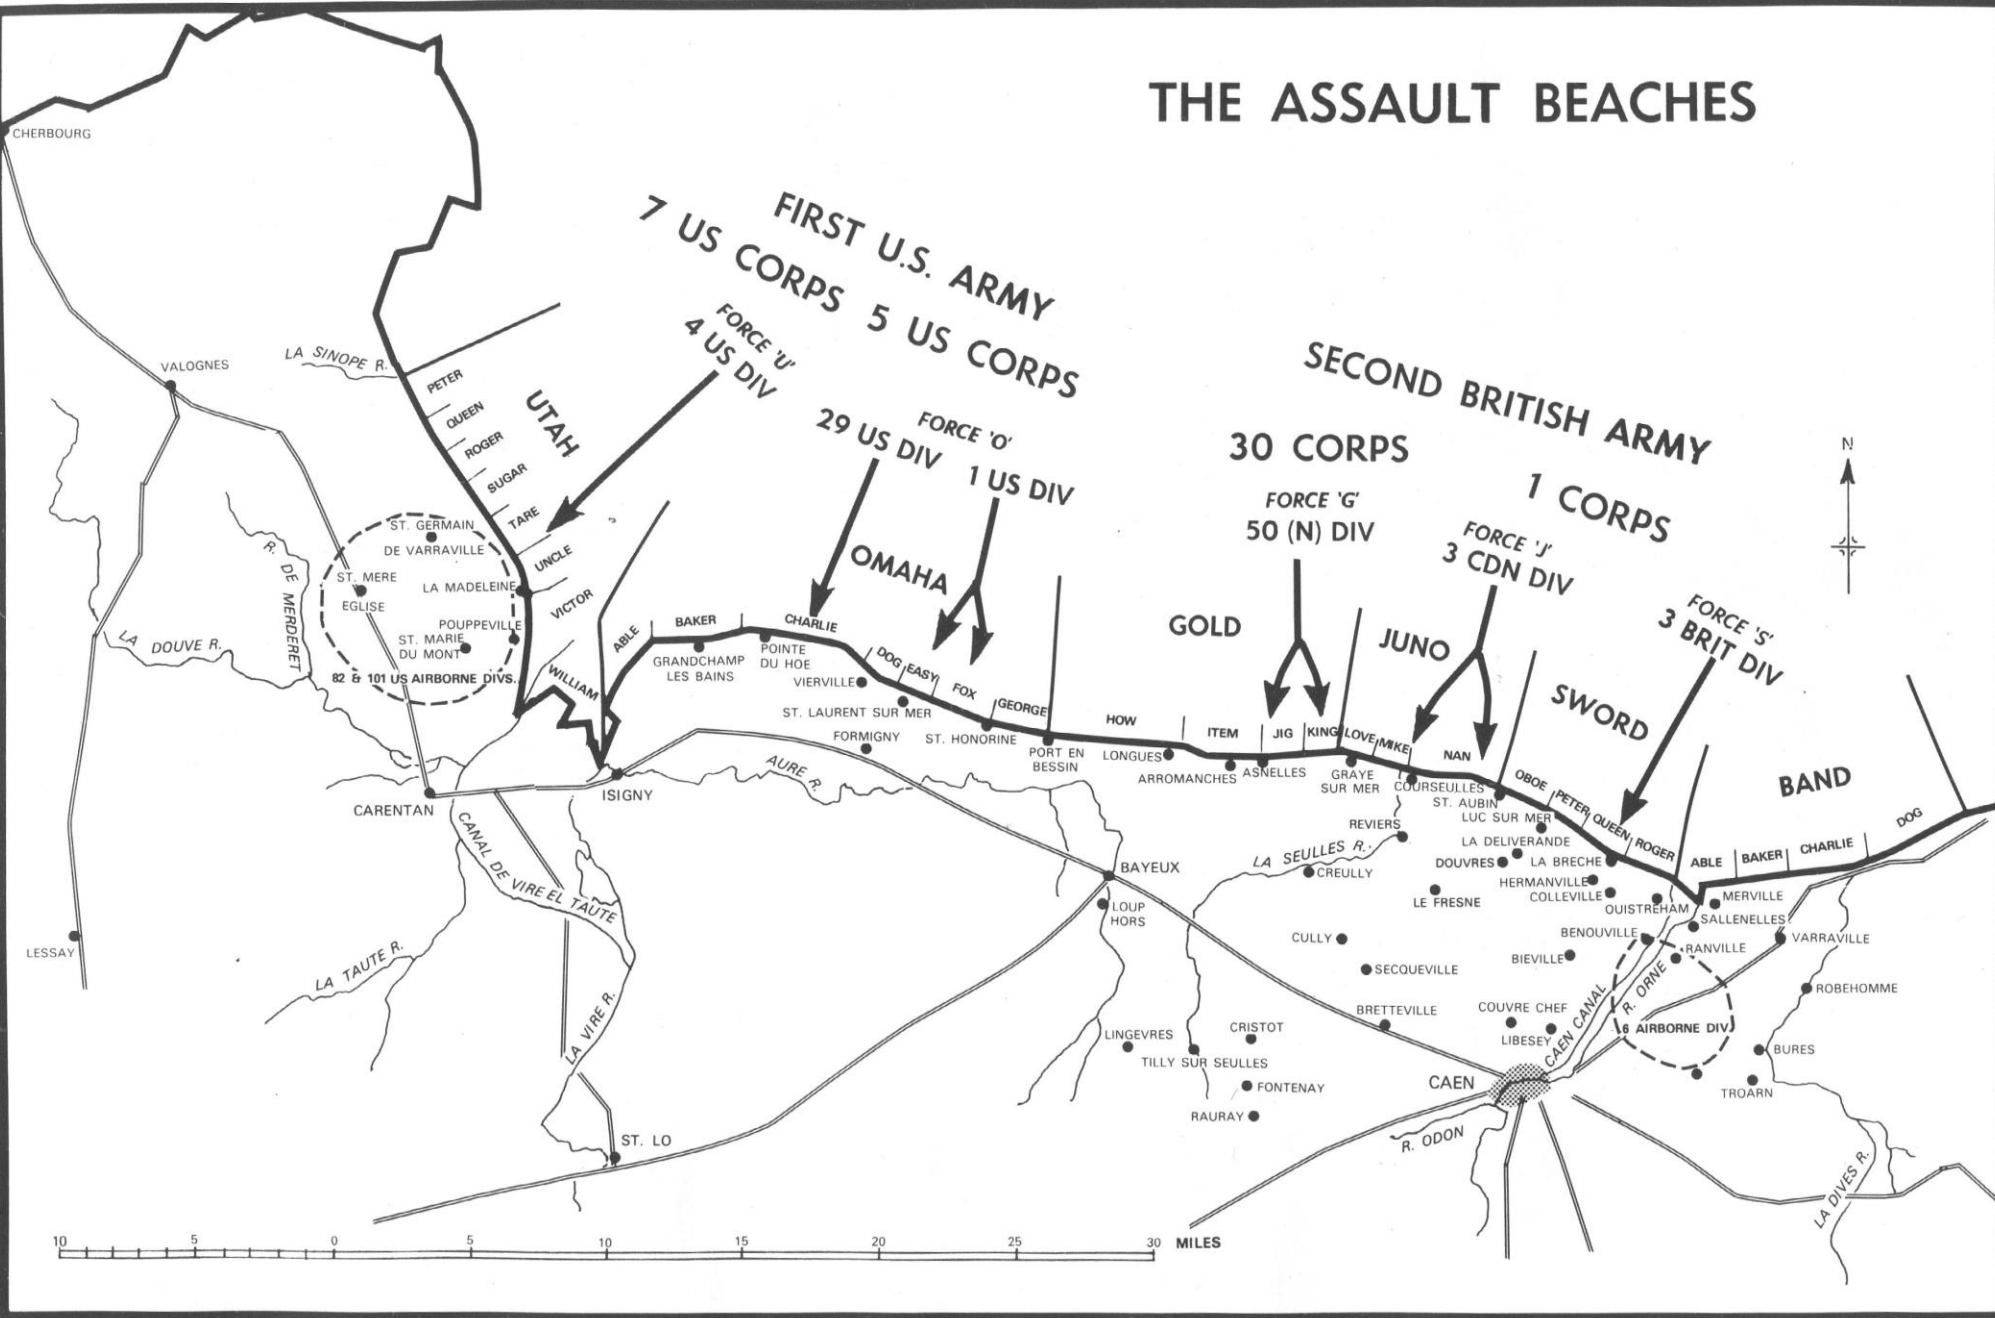 THE ASSAULT BEACHES
CHERBOURG
FIRST U.S. ARMY
7 US CORPS 5 US CORPS
FORCE 'U'
4 US DIV
FORCE 'O'
29 US DIV
1 US DIV
SECOND BRITISH ARMY
30 CORPS
1 CORPS
FORCE 'G'
50 (N) DIV
FORCE 'J'
3 CDN DIV
FORCE 'S'
3 BRIT DIV
N
UTAH
OMAHA
GOLD
JUNO
SWORD
BAND
LA SINOPE R.
VALOGNES
PETER
QUEEN
ROGER
SUGAR
TARE
UNCLE
VICTOR
WILLIAM
ABLE
BAKER
CHARLIE
DOG
EASY
FOX
GEORGE
HOW
ITEM
JIG
KING
LOVE
MIKE
NAN
OBOE
PETER
QUEEN
ROGER
ABLE
BAKER
CHARLIE
DOG
ST. GERMAIN
DE VARRAVILLE
ST. MERE
EGLISE
LA MADELEINE
POUPPEVILLE
ST. MARIE
DU MONT
82 & 101 US AIRBORNE DIVS.
R. DE MERDERET
LA DOUVE R.
GRANDCHAMP
LES BAINS
POINTE
DU HOE
VIERVILLE
ST. LAURENT SUR MER
FORMIGNY
ST. HONORINE
PORT EN
BESSIN
LONGUES
ARROMANCHES
ASNELLES
GRAYE
SUR MER
COURSEULLES
ST. AUBIN
LUC SUR MER
REVIERS
LA DELIVERANDE
DOUVRES
LA BRECHE
HERMANVILLE
COLLEVILLE
OUISTREHAM
MERVILLE
SALLENELLES
LA SEULLES R.
CREULLY
LE FRESNE
CARENTAN
ISIGNY
AURE R.
CANAL DE VIRE EL TAUTE
BAYEUX
LOUP
HORS
CULLY
SECQUEVILLE
BENOUVILLE
RANVILLE
VARRAVILLE
BIEVILLE
ROBEHOMME
LESSAY
LA TAUTE R.
LA VIRE R.
BRETTEVILLE
COUVRE CHEF
LIBESEY
CAEN CANAL
R. ORNE
6 AIRBORNE DIV.
LINGEVRES
CRISTOT
TILLY SUR SEULLES
BURES
FONTENAY
CAEN
TROARN
RAURAY
R. ODON
ST. LO
LA DIVES R.
10 5 0 5 10 15 20 25 30 MILES